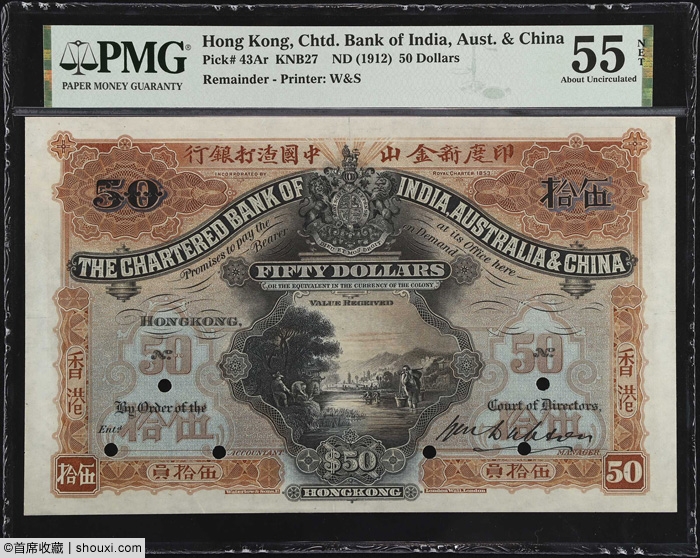 PMG
PAPER MONEY GUARANTY
Hong Kong, Chtd. Bank of India, Aust. & China
Pick# 43Ar KNB27 ND (1912) 50 Dollars
Remainder - Printer: W&S
55
NET
About Uncirculated
行銀打渣國中 山金新度印
INCORPORATED BY ROYAL CHARTER 1853
50
拾伍
THE CHARTERED BANK OF INDIA, AUSTRALIA & CHINA
Promises to pay the Bearer on Demand at its Office here
FIFTY DOLLARS
OR THE EQUIVALENT IN THE CURRENCY OF THE COLONY
VALUE RECEIVED
HONGKONG,
No
50
No
50
香港
香港
By Order of the
Court of Directors,
拾伍
拾伍
Entd
ACCOUNTANT
MANAGER
拾伍
員拾伍
$50
員拾伍
50
HONGKONG
London Wall, London
©首席收藏 | shouxi.com